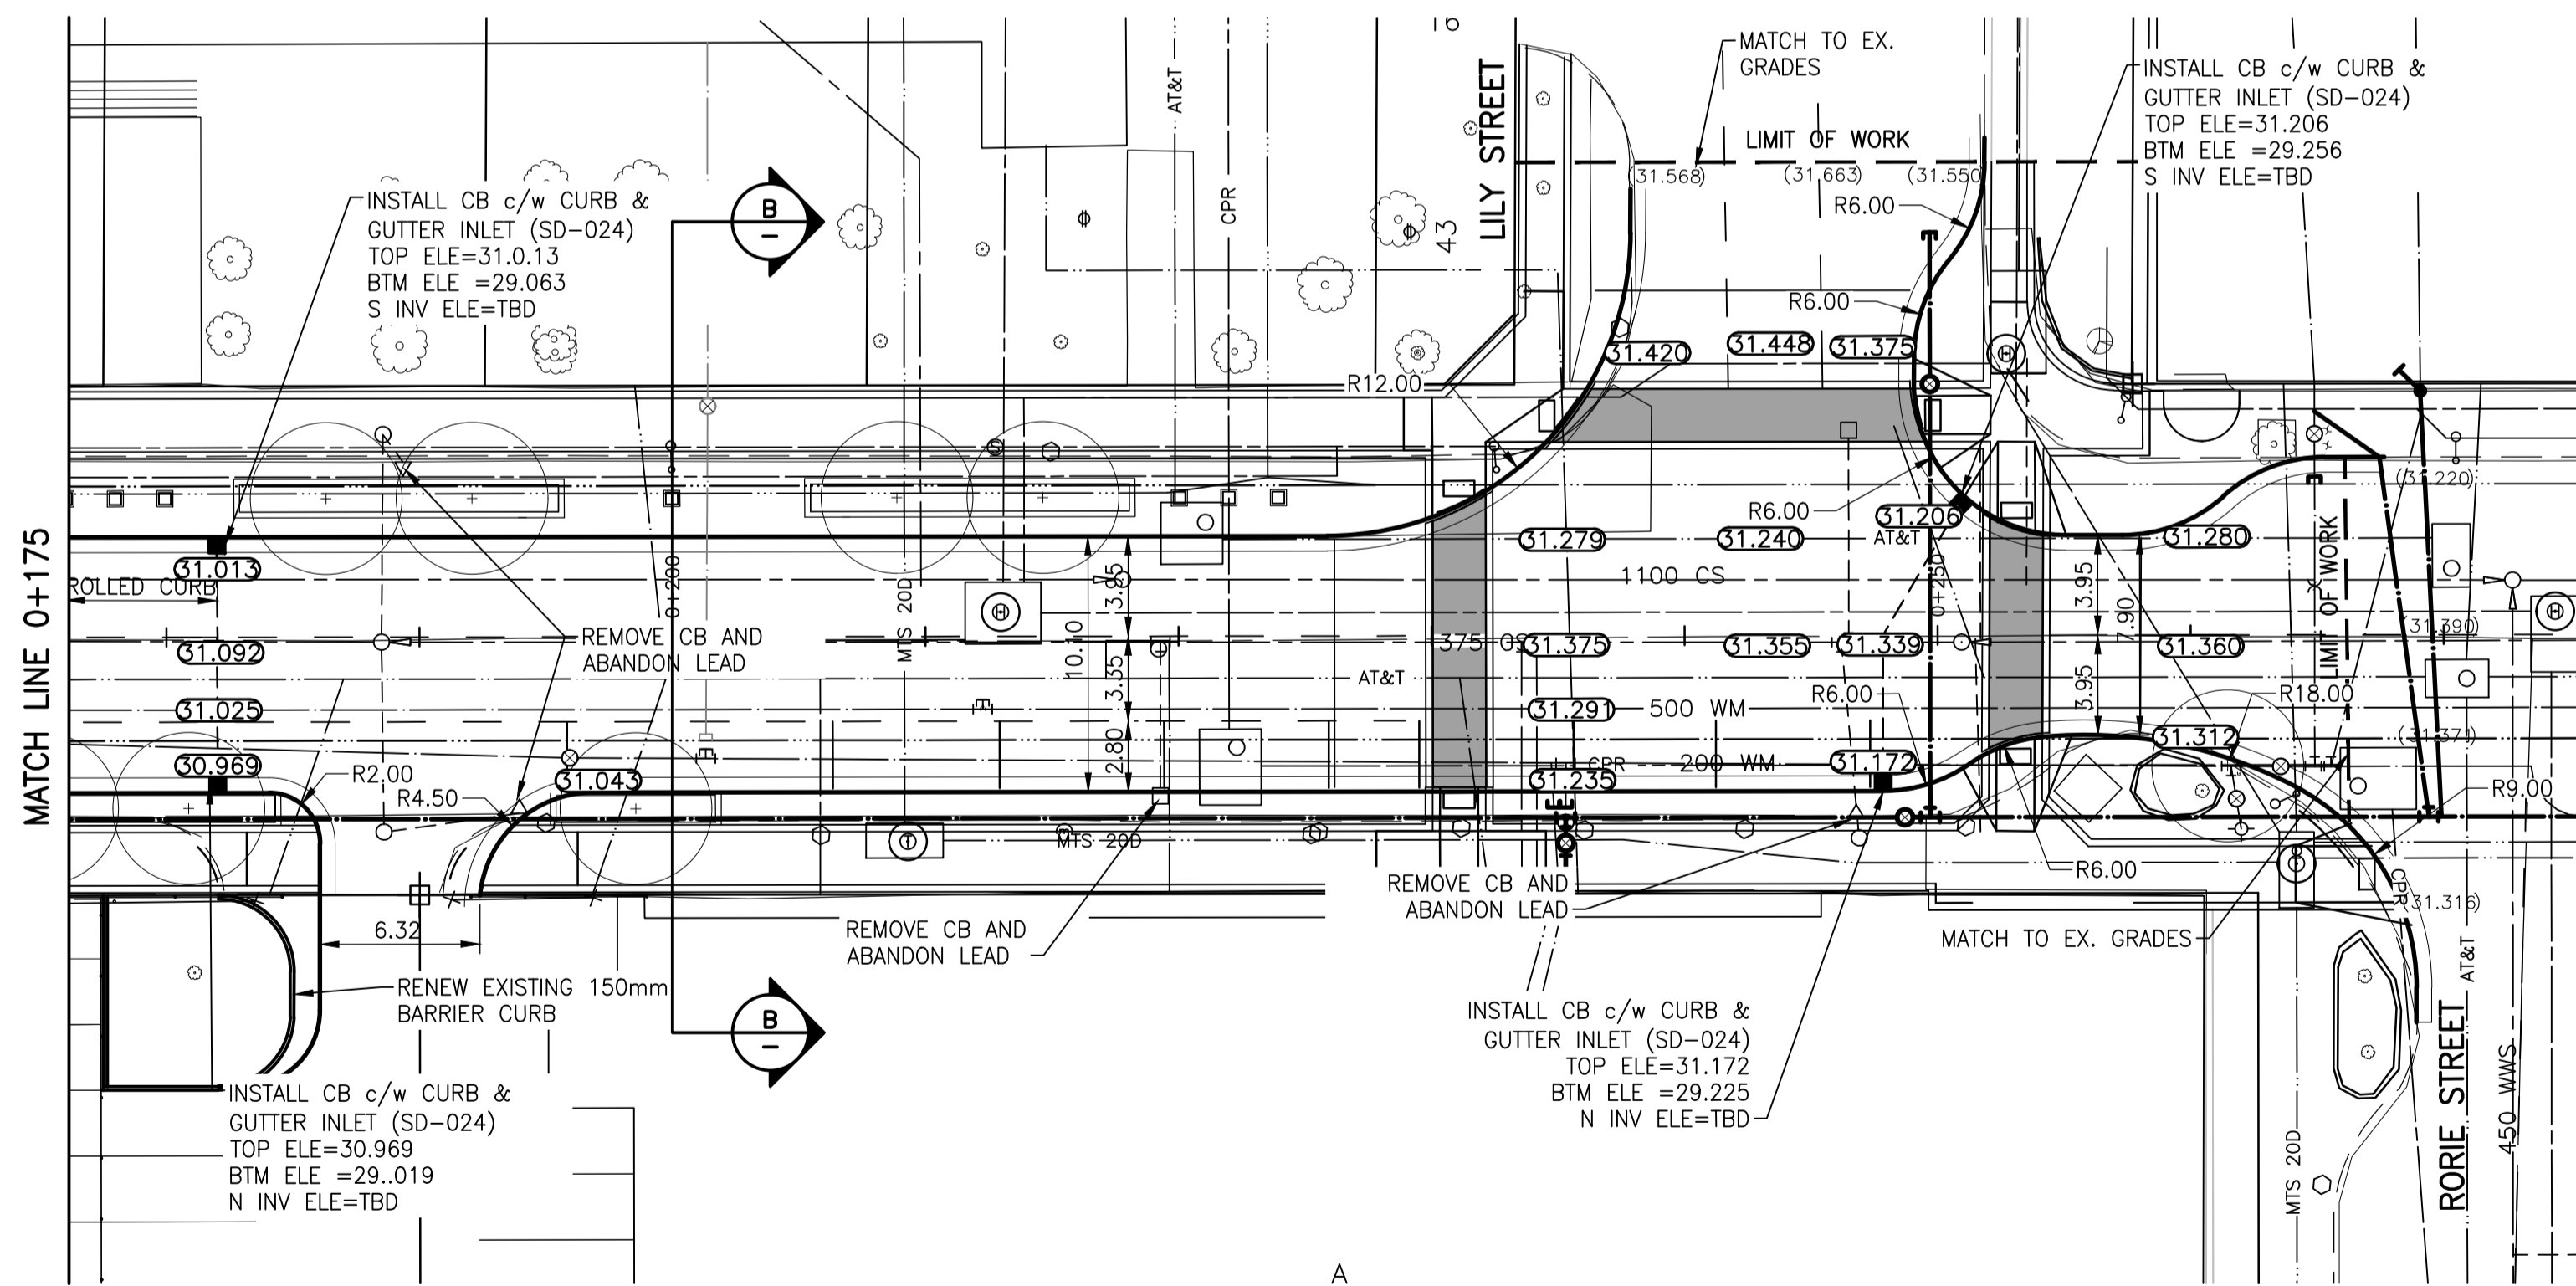 16
MATCH TO EX.
GRADES
INSTALL CB c/w CURB &
GUTTER INLET (SD-024)
TOP ELE=31.206
BTM ELE =29.256
S INV ELE=TBD
AT&T
CPR
43
LILY STREET
LIMIT OF WORK
(31.568)
(31.663)
(31.550)
R6.00
R6.00
INSTALL CB c/w CURB &
GUTTER INLET (SD-024)
TOP ELE=31.0.13
BTM ELE =29.063
S INV ELE=TBD
B
–
31.420
31.448
31.375
R12.00
R6.00
31.206
AT&T
(31.220)
31.279
31.240
31.280
MATCH LINE 0+175
31.013
ROLLED CURB
0+200
MTS 20D
3.95
1100 CS
0+250
3.95
7.90
LIMIT OF WORK
31.092
REMOVE CB AND
ABANDON LEAD
10.10
3.35
375 GS
31.375
31.355
31.339
31.360
(31.390)
AT&T
31.025
31.291
500 WM
R6.00
3.95
R18.00
30.969
31.043
2.80
31.235
CPR
200 WM
31.172
31.312
(31.371)
R2.00
R4.50
R9.00
MTS 20D
R6.00
REMOVE CB AND
ABANDON LEAD
CPR
(31.316)
6.32
REMOVE CB AND
ABANDON LEAD
MATCH TO EX. GRADES
AT&T
RENEW EXISTING 150mm
BARRIER CURB
B
–
INSTALL CB c/w CURB &
GUTTER INLET (SD-024)
TOP ELE=31.172
BTM ELE =29.225
N INV ELE=TBD
INSTALL CB c/w CURB &
GUTTER INLET (SD-024)
TOP ELE=30.969
BTM ELE =29..019
N INV ELE=TBD
MTS 20D
RORIE STREET
450 WWS
A